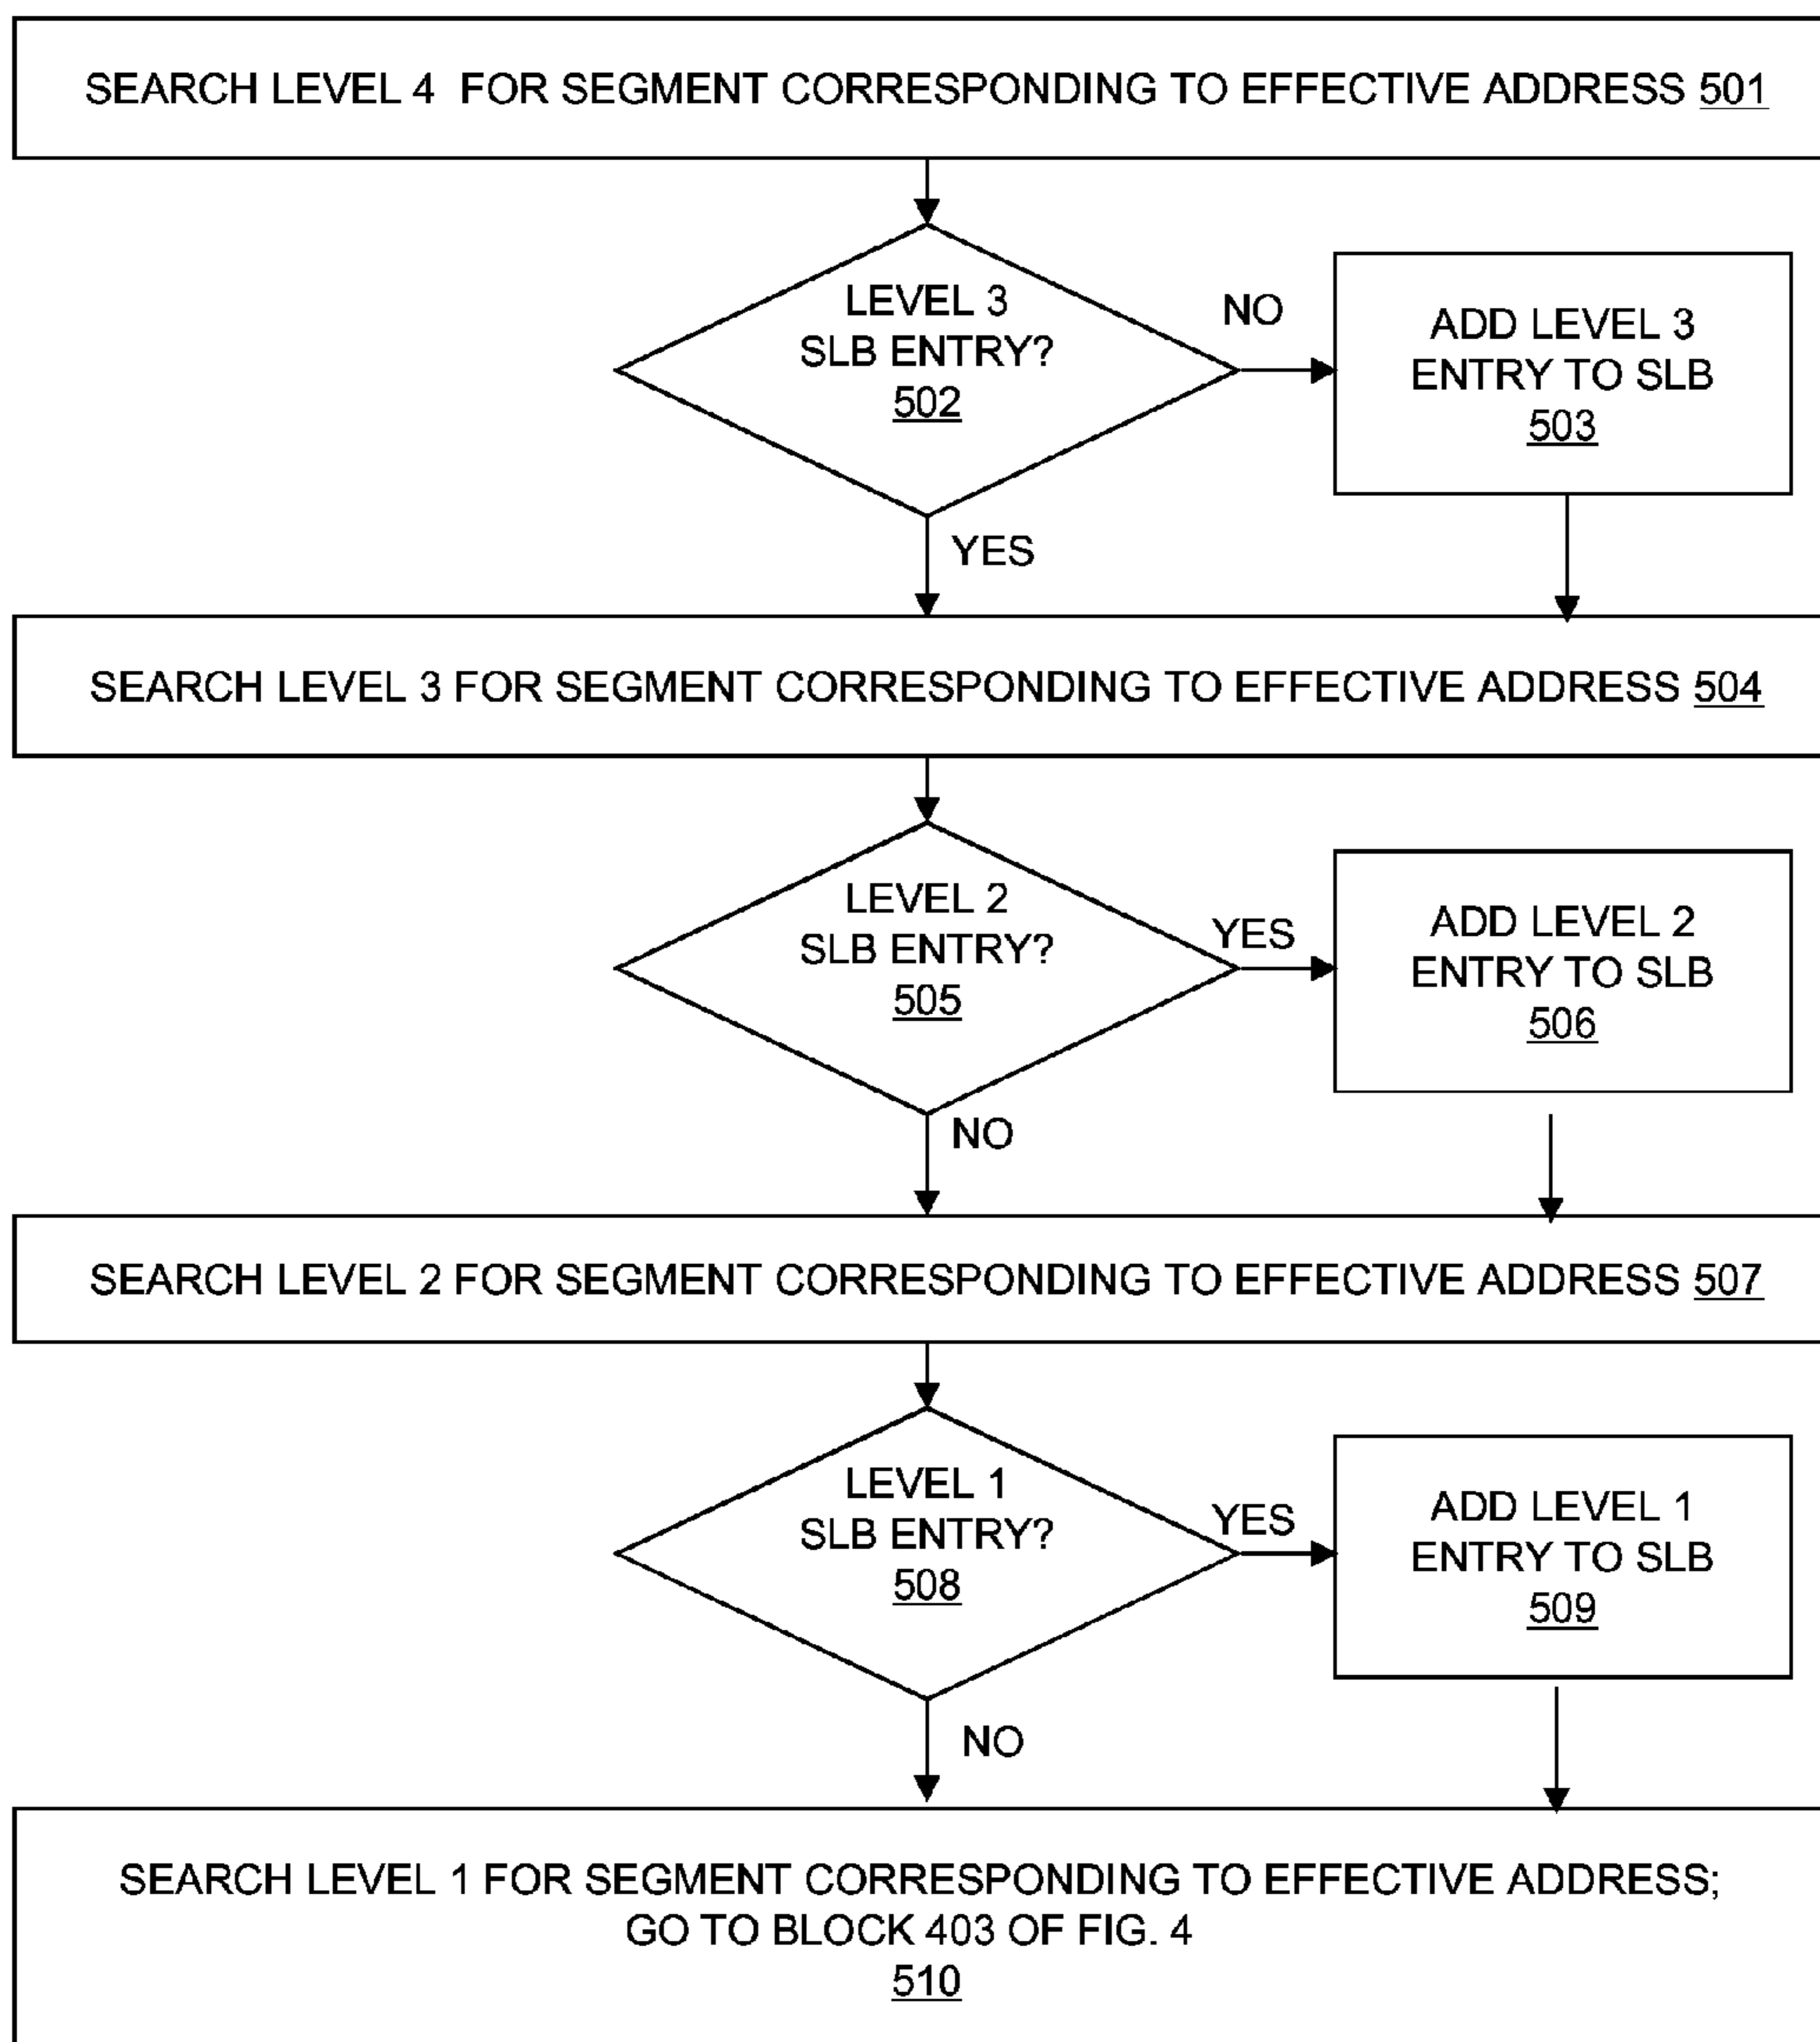 SEARCH LEVEL 4 FOR SEGMENT CORRESPONDING TO EFFECTIVE ADDRESS 501
LEVEL 3
SLB ENTRY?
502
NO
ADD LEVEL 3
ENTRY TO SLB
503
YES
SEARCH LEVEL 3 FOR SEGMENT CORRESPONDING TO EFFECTIVE ADDRESS 504
LEVEL 2
SLB ENTRY?
505
YES
ADD LEVEL 2
ENTRY TO SLB
506
NO
SEARCH LEVEL 2 FOR SEGMENT CORRESPONDING TO EFFECTIVE ADDRESS 507
LEVEL 1
SLB ENTRY?
508
YES
ADD LEVEL 1
ENTRY TO SLB
509
NO
SEARCH LEVEL 1 FOR SEGMENT CORRESPONDING TO EFFECTIVE ADDRESS;
GO TO BLOCK 403 OF FIG. 4
510